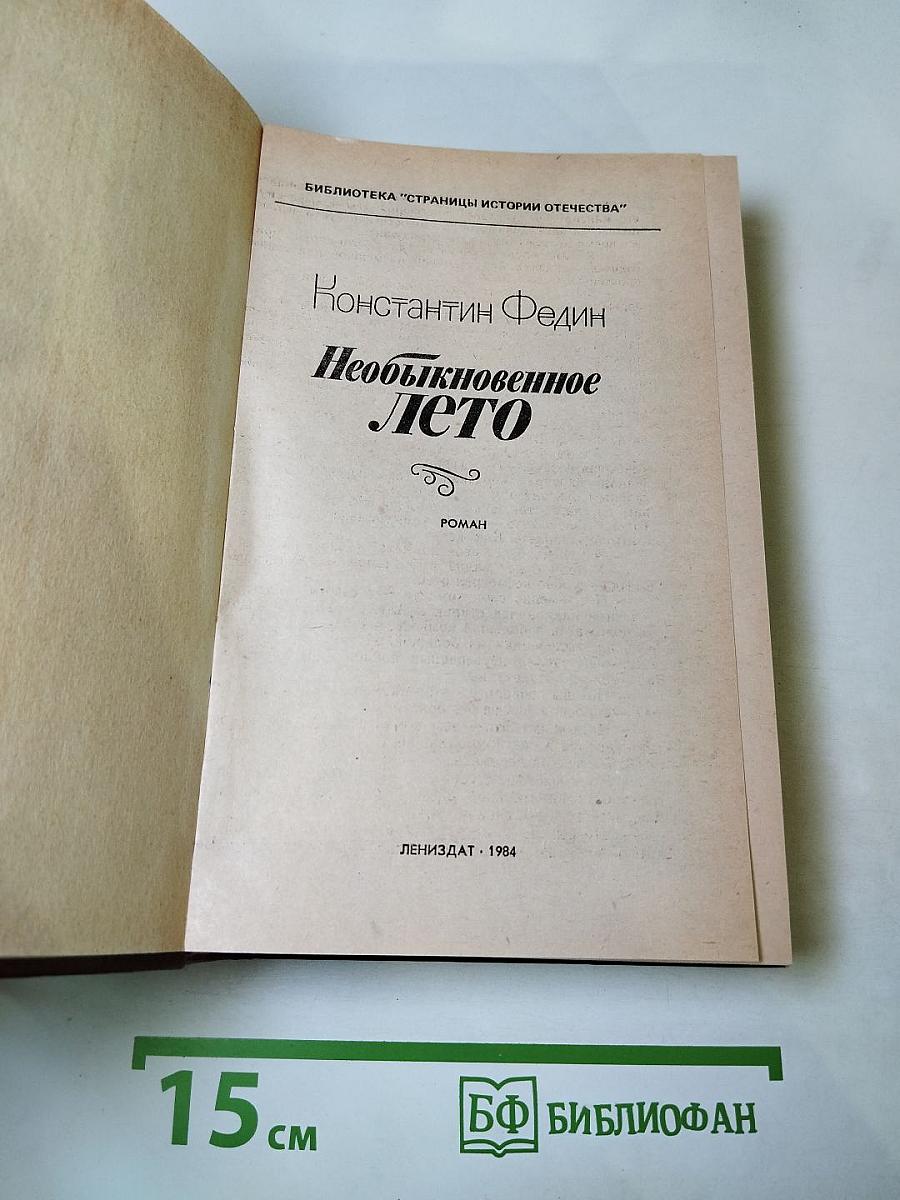 БИБЛИОТЕКА "СТРАНИЦЫ ИСТОРИИ ОТЕЧЕСТВА"
Константин Федин
Необыкновенное
лето
РОМАН
ЛЕНИЗДАТ · 1984
15 см
БФ БИБЛИОФАН